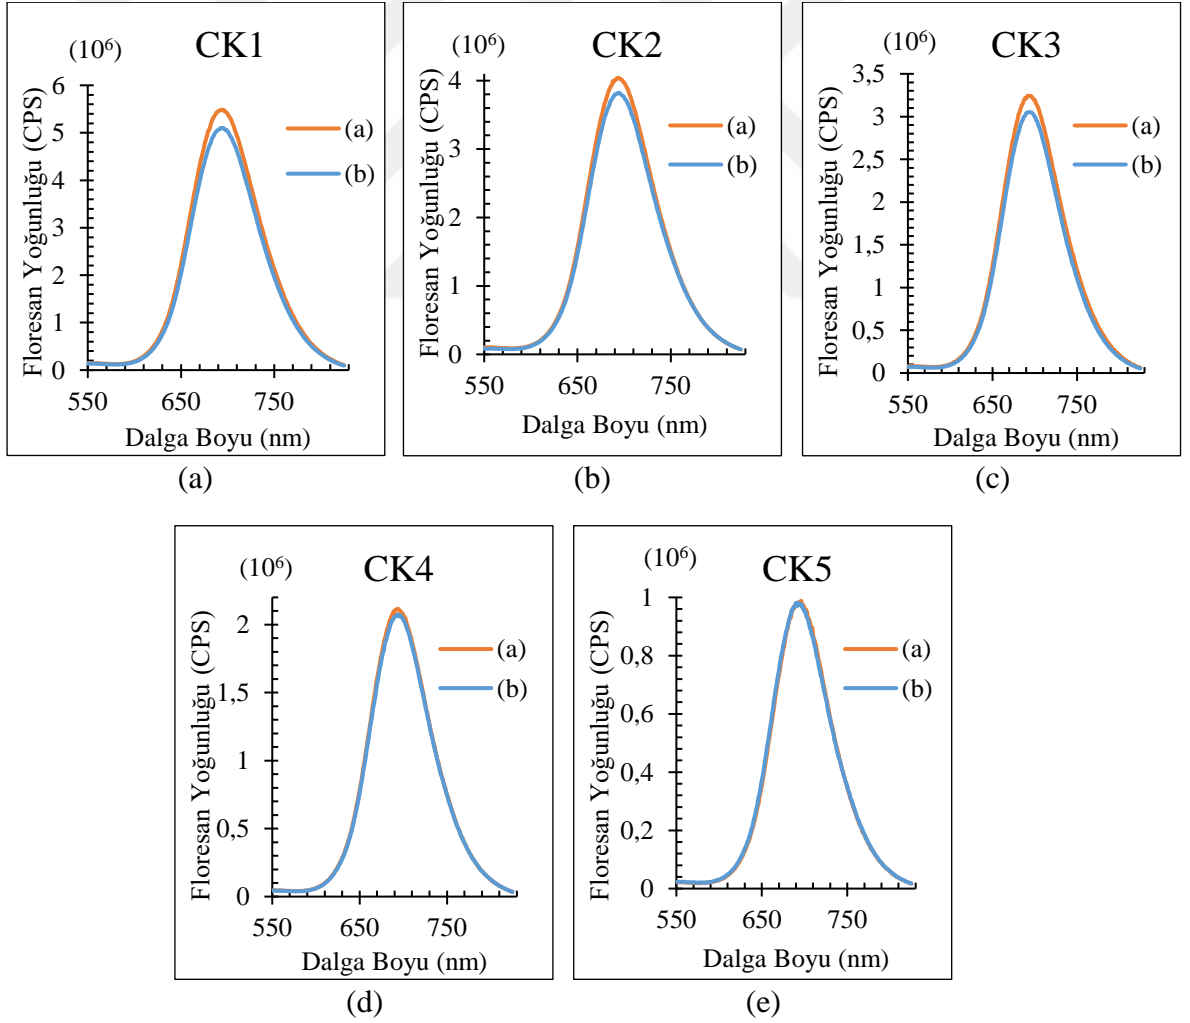 (10⁶) CK1
Floresan Yoğunluğu (CPS)
6
5
4
3
2
1
0
550 650 750
Dalga Boyu (nm)
(a)
(b)
(a)
(10⁶) CK2
Floresan Yoğunluğu (CPS)
4
3
2
1
0
550 650 750
Dalga Boyu (nm)
(a)
(b)
(b)
(10⁶) CK3
Floresan Yoğunluğu (CPS)
3,5
3
2,5
2
1,5
1
0,5
0
550 650 750
Dalga Boyu (nm)
(a)
(b)
(c)
(10⁶) CK4
Floresan Yoğunluğu (CPS)
2
1,5
1
0,5
0
550 650 750
Dalga Boyu (nm)
(a)
(b)
(d)
(10⁶) CK5
Floresan Yoğunluğu (CPS)
1
0,8
0,6
0,4
0,2
0
550 650 750
Dalga Boyu (nm)
(a)
(b)
(e)